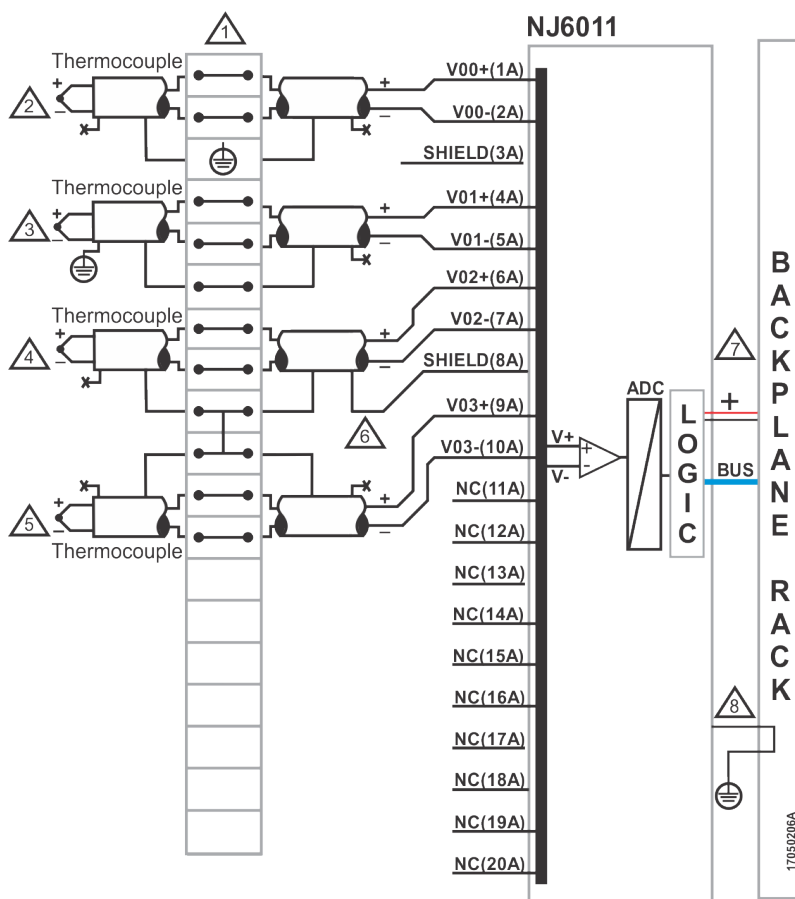 NJ6011
1
Thermocouple
2
+
–
+
–
V00+(1A)
V00-(2A)
SHIELD(3A)
Thermocouple
3
+
–
+
–
V01+(4A)
V01-(5A)
V02+(6A)
Thermocouple
4
+
–
+
–
V02-(7A)
SHIELD(8A)
6
V03+(9A)
V03-(10A)
5
+
–
Thermocouple
+
–
NC(11A)
NC(12A)
NC(13A)
NC(14A)
NC(15A)
NC(16A)
NC(17A)
NC(18A)
NC(19A)
NC(20A)
V+
V-
+
-
ADC
LOGIC
7
+
BUS
8
BACKPLANE RACK
17050206A